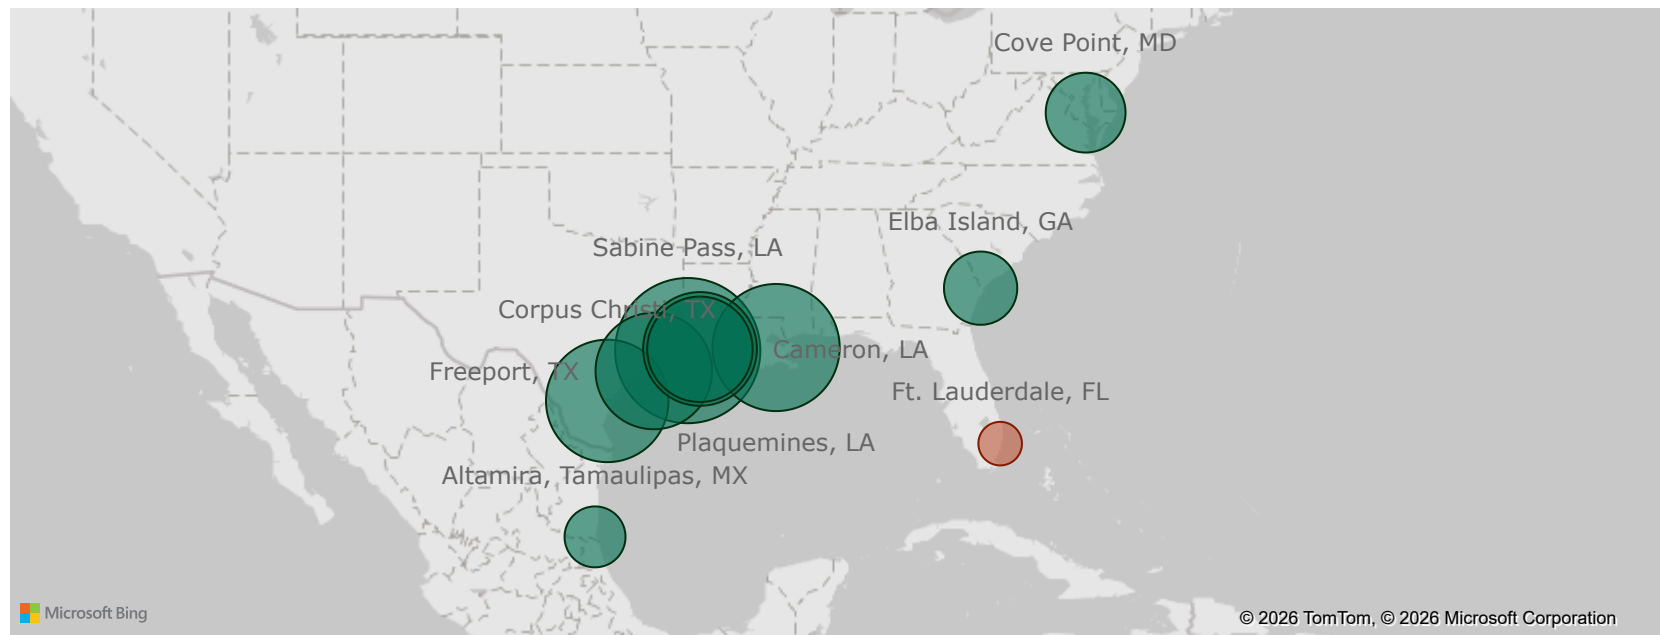 Cove Point, MD
Elba Island, GA
Sabine Pass, LA
Corpus Christi, TX
Cameron, LA
Freeport, TX
Ft. Lauderdale, FL
Plaquemines, LA
Altamira, Tamaulipas, MX
Microsoft Bing
© 2026 TomTom, © 2026 Microsoft Corporation